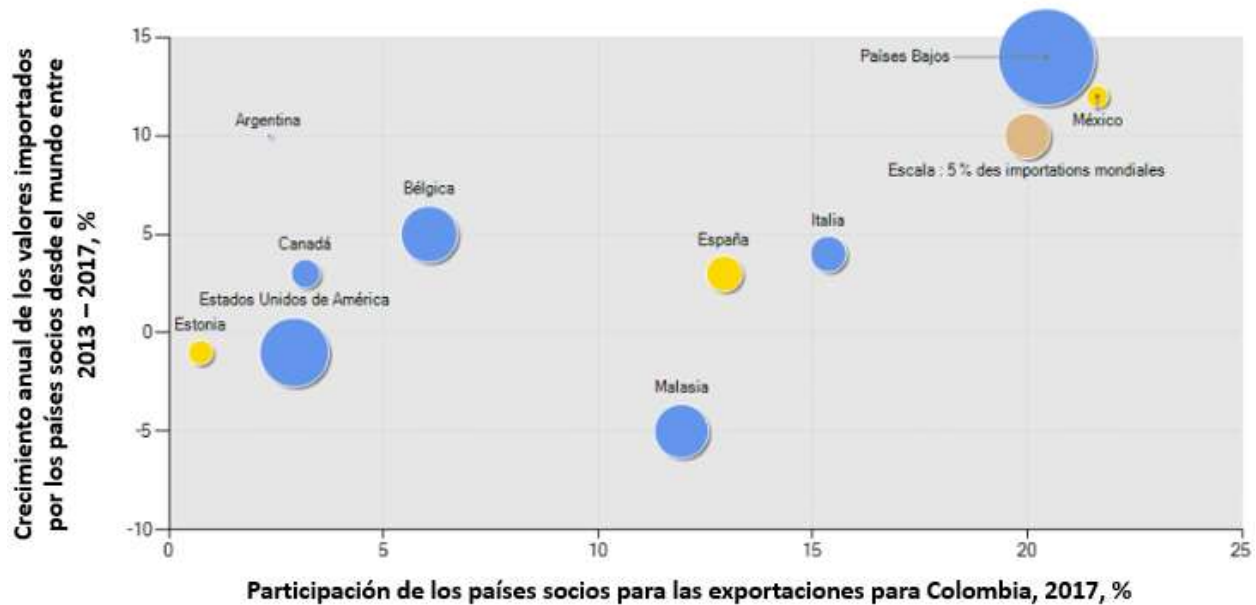 Crecimiento anual de los valores importados
por los países socios desde el mundo entre
2013 – 2017, %
15
10
5
0
-5
-10
Países Bajos
México
Argentina
Escala : 5 % des importations mondiales
Bélgica
Italia
España
Canadá
Estados Unidos de América
Estonia
Malasia
0
5
10
15
20
25
Participación de los países socios para las exportaciones para Colombia, 2017, %